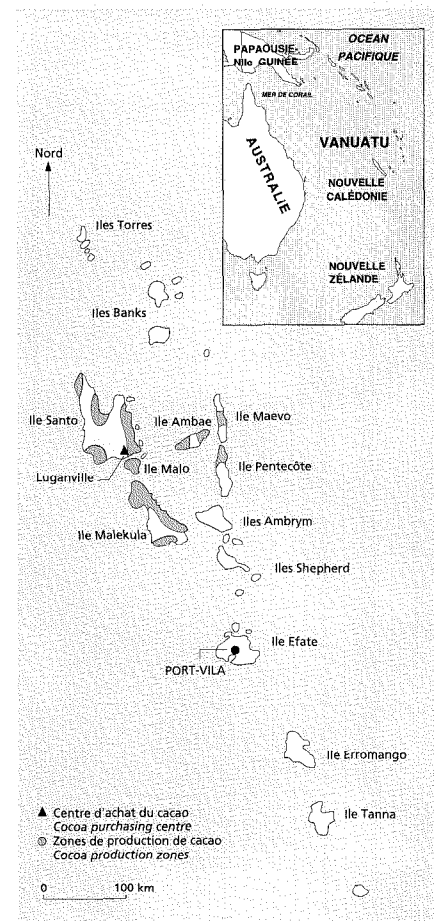 OCEAN
PACIFIQUE
PAPAOUSIE-
Nlle GUINÉE
MER DE CORAIL
AUSTRALIE
VANUATU
NOUVELLE
CALÉDONIE
NOUVELLE
ZÉLANDE
Nord
Iles Torres
Iles Banks
Ile Santo
Ile Ambae
Ile Maevo
Luganville
Ile Malo
Ile Pentecôte
Ile Malekula
Iles Ambrym
Iles Shepherd
Ile Efate
PORT-VILA
Ile Erromango
Ile Tanna
Centre d'achat du cacao
Cocoa purchasing centre
Zones de production de cacao
Cocoa production zones
0 100 km